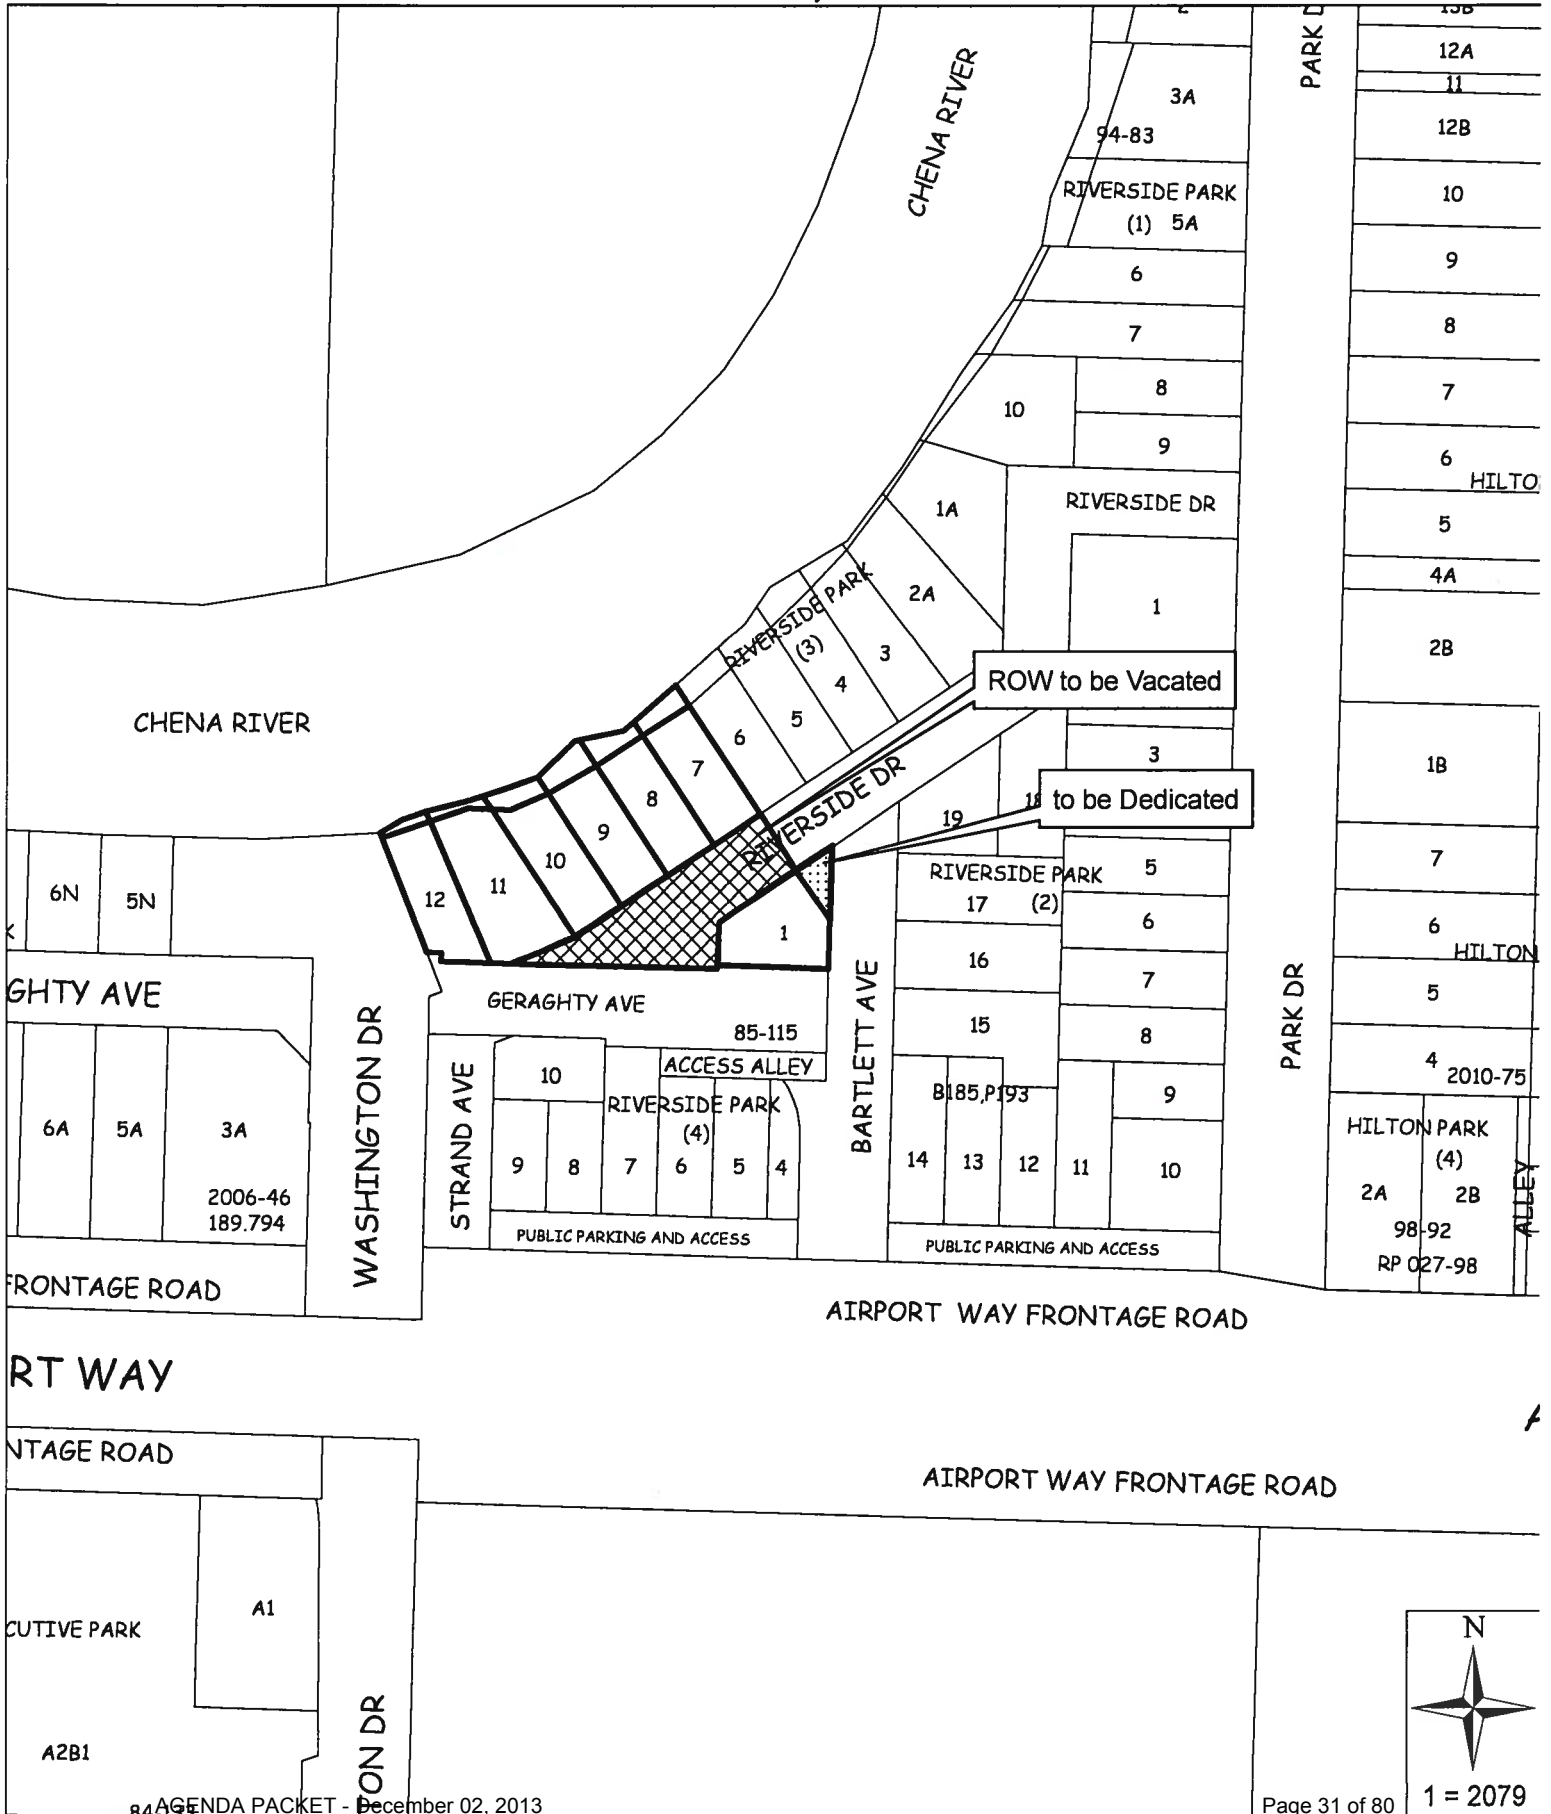 CHENA RIVER
PARK D
12A
11
12B
10
9
8
7
6
HILTO
5
4A
2B
1B
7
6
HILTON
5
4
2010-75
HILTON PARK
(4)
2A
2B
98-92
RP 027-98
ALLEY
3A
94-83
RIVERSIDE PARK
(1) 5A
6
7
8
10
9
RIVERSIDE DR
1A
1
2A
RIVERSIDE PARK
(3)
3
4
5
6
7
8
9
10
11
12
ROW to be Vacated
CHENA RIVER
RIVERSIDE DR
3
to be Dedicated
19
RIVERSIDE PARK
(2)
17
16
15
5
6
7
8
9
10
B185,P193
14
13
12
11
1
6N
5N
GHTY AVE
GERAGHTY AVE
85-115
ACCESS ALLEY
10
RIVERSIDE PARK
(4)
9
8
7
6
5
4
BARTLETT AVE
PARK DR
WASHINGTON DR
STRAND AVE
6A
5A
3A
2006-46
189.794
PUBLIC PARKING AND ACCESS
PUBLIC PARKING AND ACCESS
FRONTAGE ROAD
AIRPORT WAY FRONTAGE ROAD
RT WAY
NTAGE ROAD
AIRPORT WAY FRONTAGE ROAD
A1
CUTIVE PARK
A2B1
TON DR
N
1 = 2079
AGENDA PACKET - December 02, 2013
Page 31 of 80